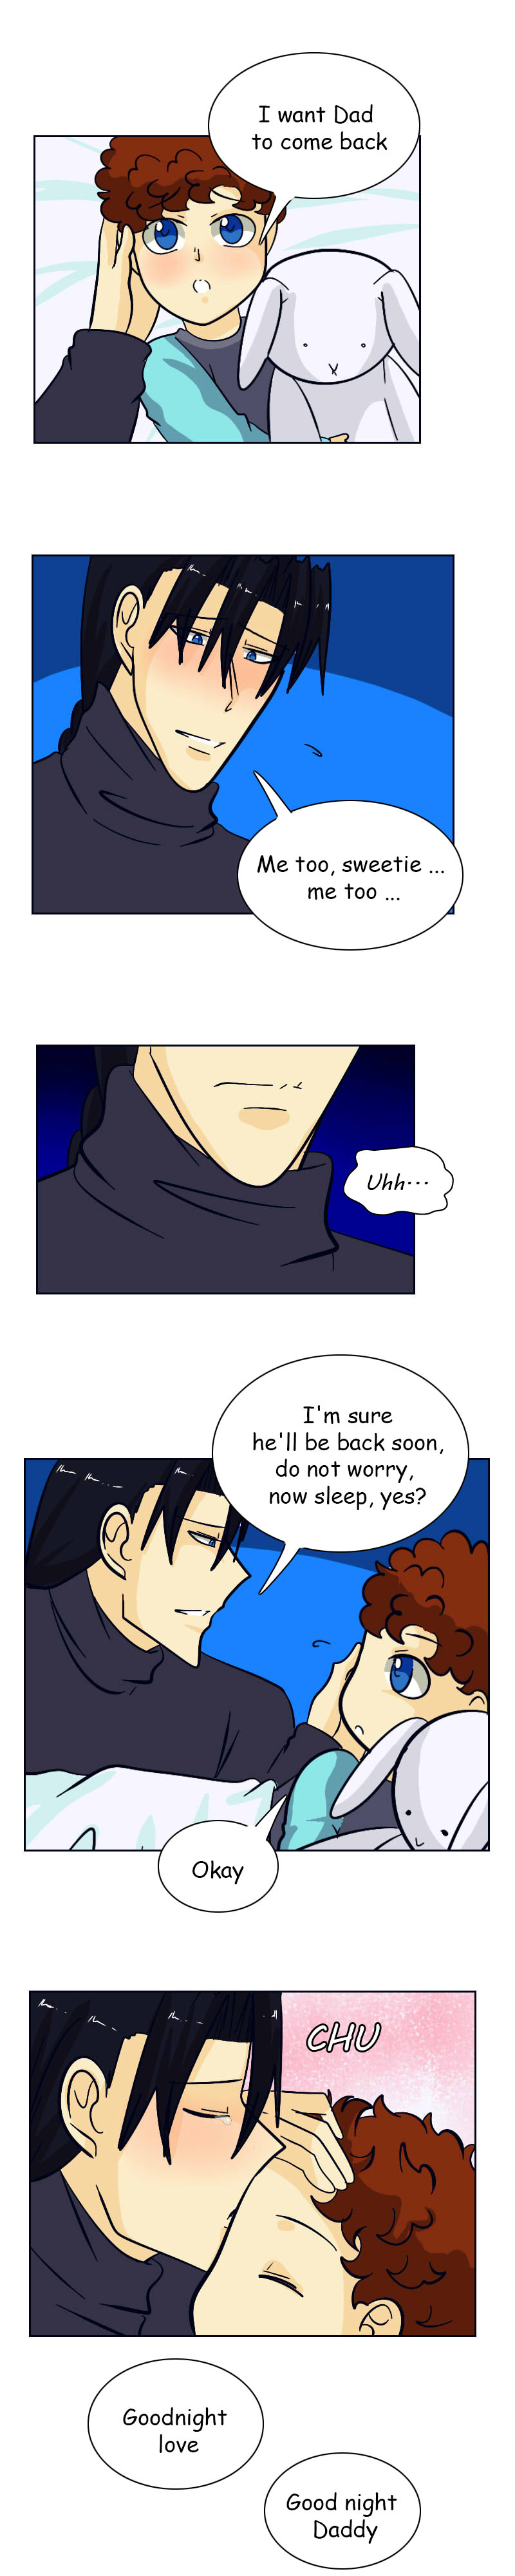 I want Dad
to come back
Me too, sweetie ...
me too ...
Uhh...
I'm sure
he'll be back soon,
do not worry,
now sleep, yes?
Okay
CHU
Goodnight
love
Good night
Daddy